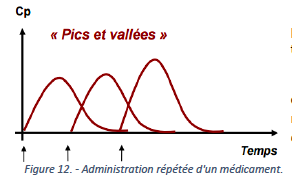 Cp
« Pics et vallées »
Temps
Figure 12. - Administration répétée d'un médicament.